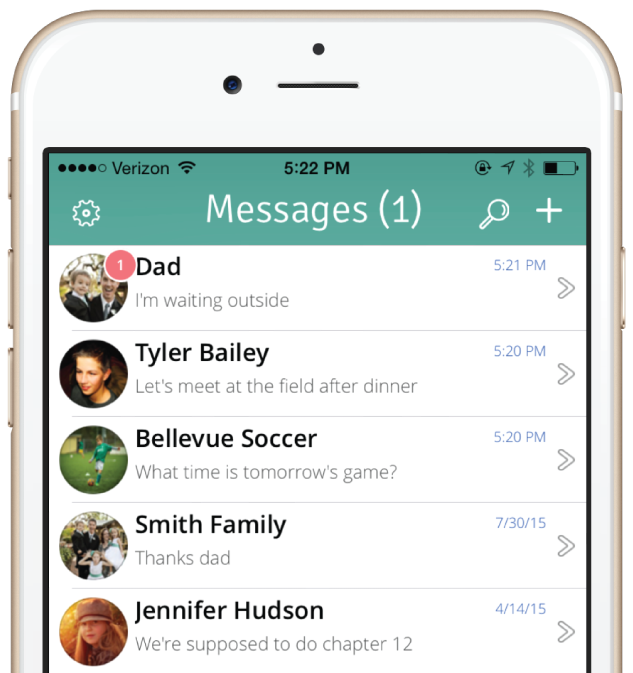 Verizon 5:22 PM
Messages (1)
1 Dad 5:21 PM
I'm waiting outside
Tyler Bailey 5:20 PM
Let's meet at the field after dinner
Bellevue Soccer 5:20 PM
What time is tomorrow's game?
Smith Family 7/30/15
Thanks dad
Jennifer Hudson 4/14/15
We're supposed to do chapter 12